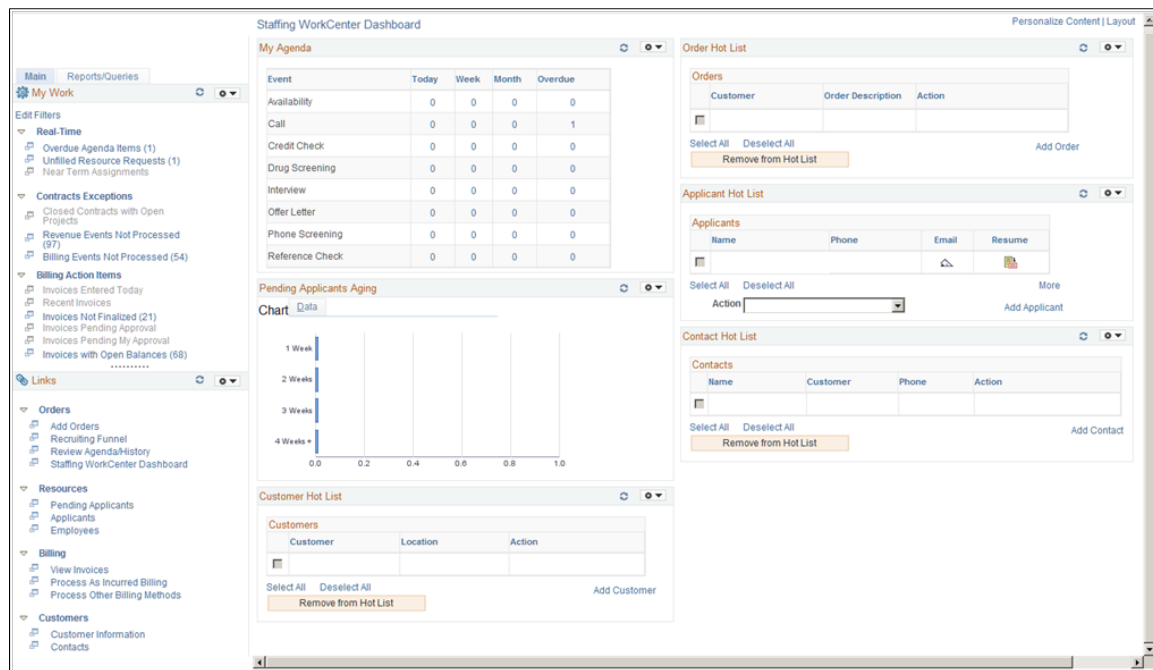 Staffing WorkCenter Dashboard
Personalize Content | Layout
Main Reports/Queries
My Work
Edit Filters
Real-Time
Overdue Agenda Items (1)
Unfilled Resource Requests (1)
Near Term Assignments
Contracts Exceptions
Closed Contracts with Open
Projects
Revenue Events Not Processed
(97)
Billing Events Not Processed (54)
Billing Action Items
Invoices Entered Today
Recent Invoices
Invoices Not Finalized (21)
Invoices Pending Approval
Invoices Pending My Approval
Invoices with Open Balances (68)
Links
Orders
Add Orders
Recruiting Funnel
Review Agenda/History
Staffing WorkCenter Dashboard
Resources
Pending Applicants
Applicants
Employees
Billing
View Invoices
Process As Incurred Billing
Process Other Billing Methods
Customers
Customer Information
Contacts
My Agenda
Event Today Week Month Overdue
Availability 0 0 0 0
Call 0 0 0 1
Credit Check 0 0 0 0
Drug Screening 0 0 0 0
Interview 0 0 0 0
Offer Letter 0 0 0 0
Phone Screening 0 0 0 0
Reference Check 0 0 0 0
Pending Applicants Aging
Chart Data
1 Week
2 Weeks
3 Weeks
4 Weeks +
0.0 0.2 0.4 0.6 0.8 1.0
Customer Hot List
Customers
Customer Location Action
Select All Deselect All
Add Customer
Remove from Hot List
Order Hot List
Orders
Customer Order Description Action
Select All Deselect All
Add Order
Remove from Hot List
Applicant Hot List
Applicants
Name Phone Email Resume
Select All Deselect All More
Action Add Applicant
Contact Hot List
Contacts
Name Customer Phone Action
Select All Deselect All
Add Contact
Remove from Hot List